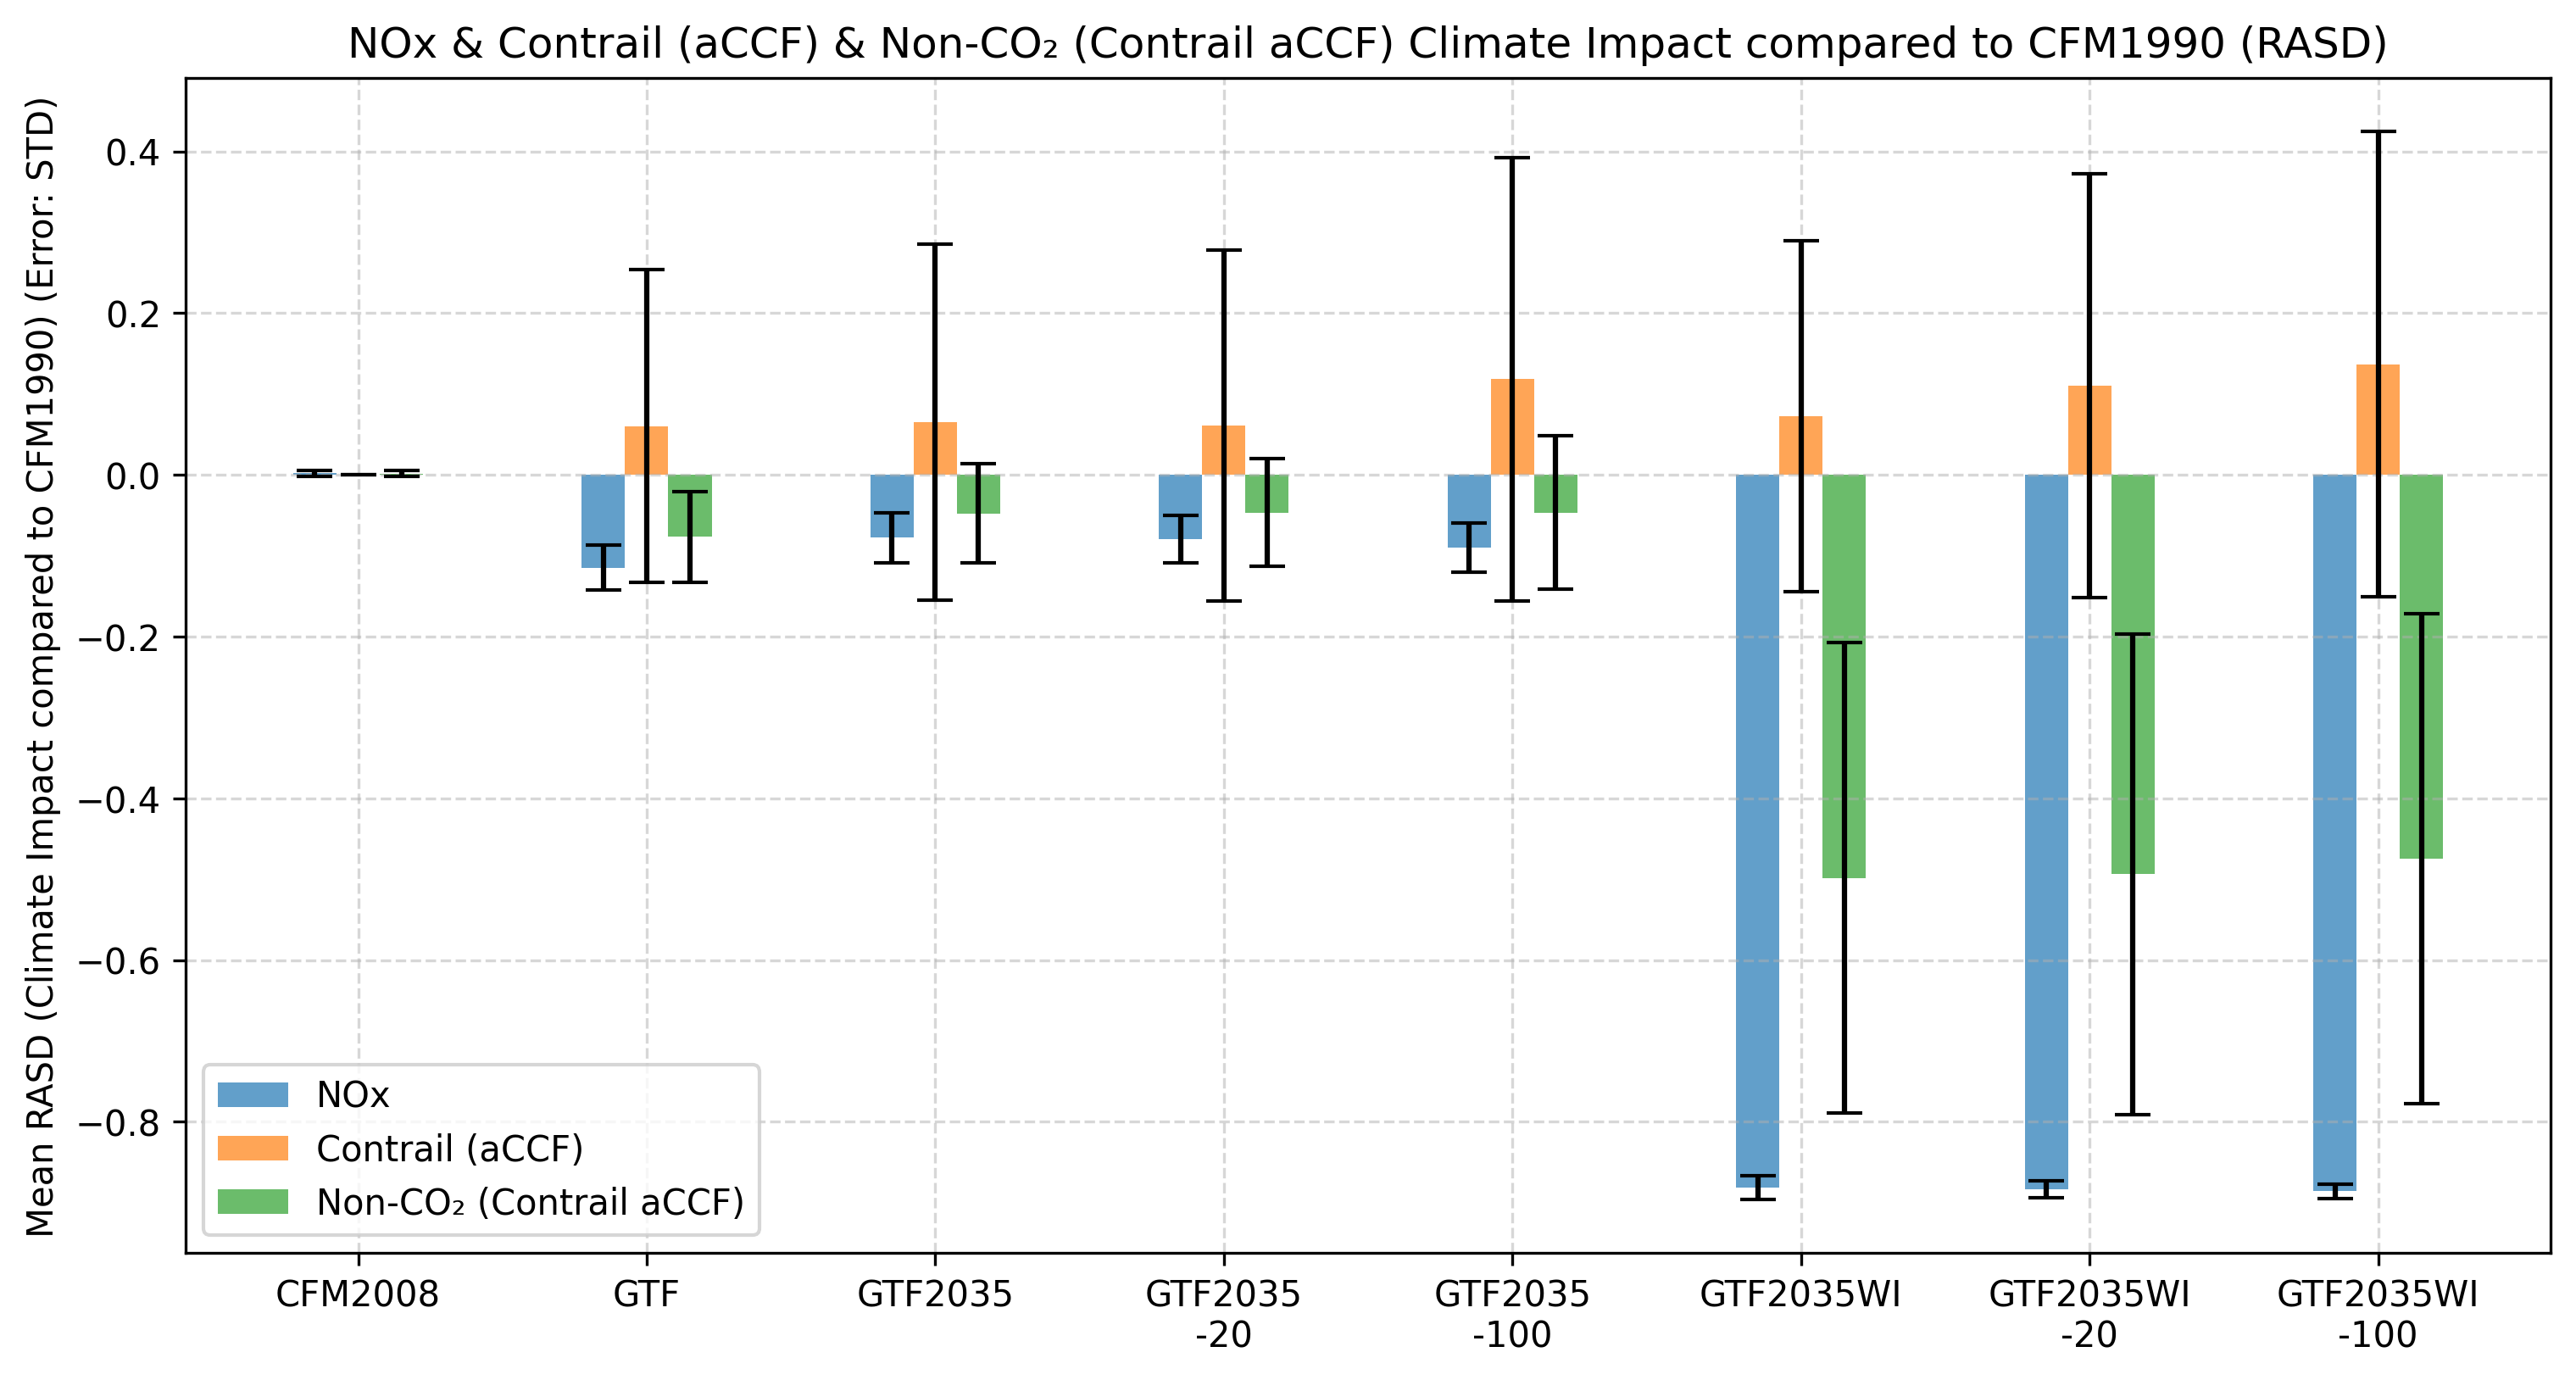 NOx & Contrail (aCCF) & Non-CO₂ (Contrail aCCF) Climate Impact compared to CFM1990 (RASD)
Mean RASD (Climate Impact compared to CFM1990) (Error: STD)
0.4
0.2
0.0
−0.2
−0.4
−0.6
−0.8
NOx
Contrail (aCCF)
Non-CO₂ (Contrail aCCF)
CFM2008
GTF
GTF2035
GTF2035
-20
GTF2035
-100
GTF2035WI
GTF2035WI
-20
GTF2035WI
-100